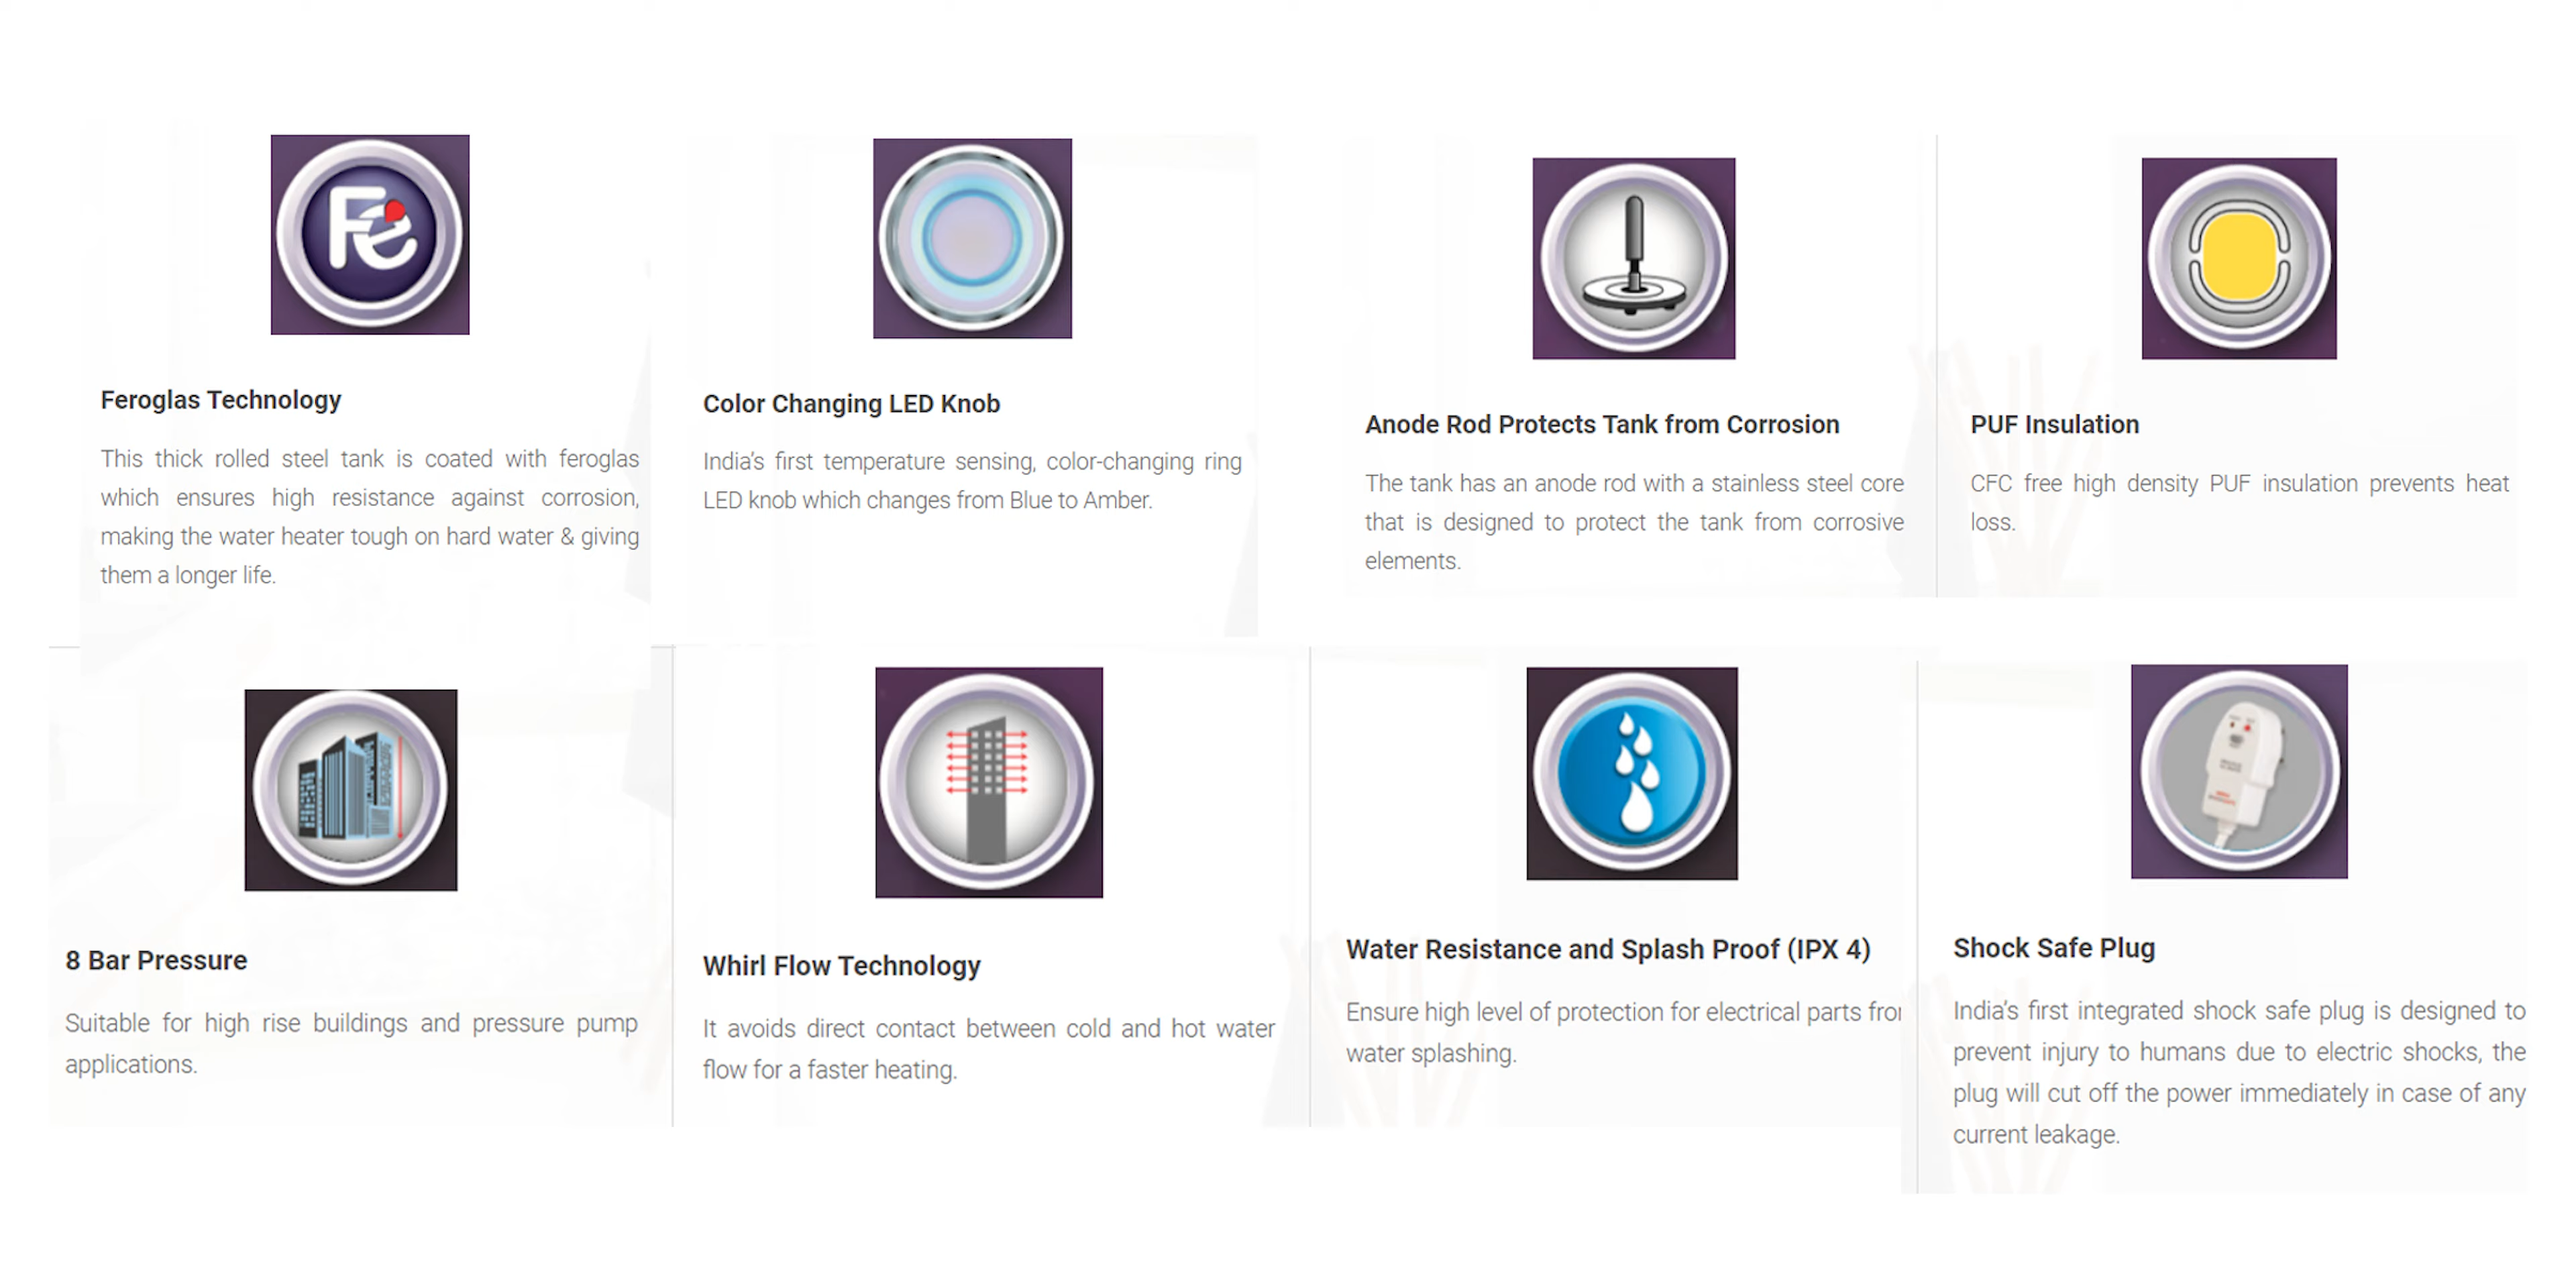 Fe
Feroglas Technology
This thick rolled steel tank is coated with feroglas
which ensures high resistance against corrosion,
making the water heater tough on hard water & giving
them a longer life.
Color Changing LED Knob
India's first temperature sensing, color-changing ring
LED knob which changes from Blue to Amber.
Anode Rod Protects Tank from Corrosion
The tank has an anode rod with a stainless steel core
that is designed to protect the tank from corrosive
elements.
PUF Insulation
CFC free high density PUF insulation prevents heat
loss.
8 Bar Pressure
Suitable for high rise buildings and pressure pump
applications.
Whirl Flow Technology
It avoids direct contact between cold and hot water
flow for a faster heating.
Water Resistance and Splash Proof (IPX 4)
Ensure high level of protection for electrical parts fro
water splashing.
Shock Safe Plug
India's first integrated shock safe plug is designed to
prevent injury to humans due to electric shocks, the
plug will cut off the power immediately in case of any
current leakage.